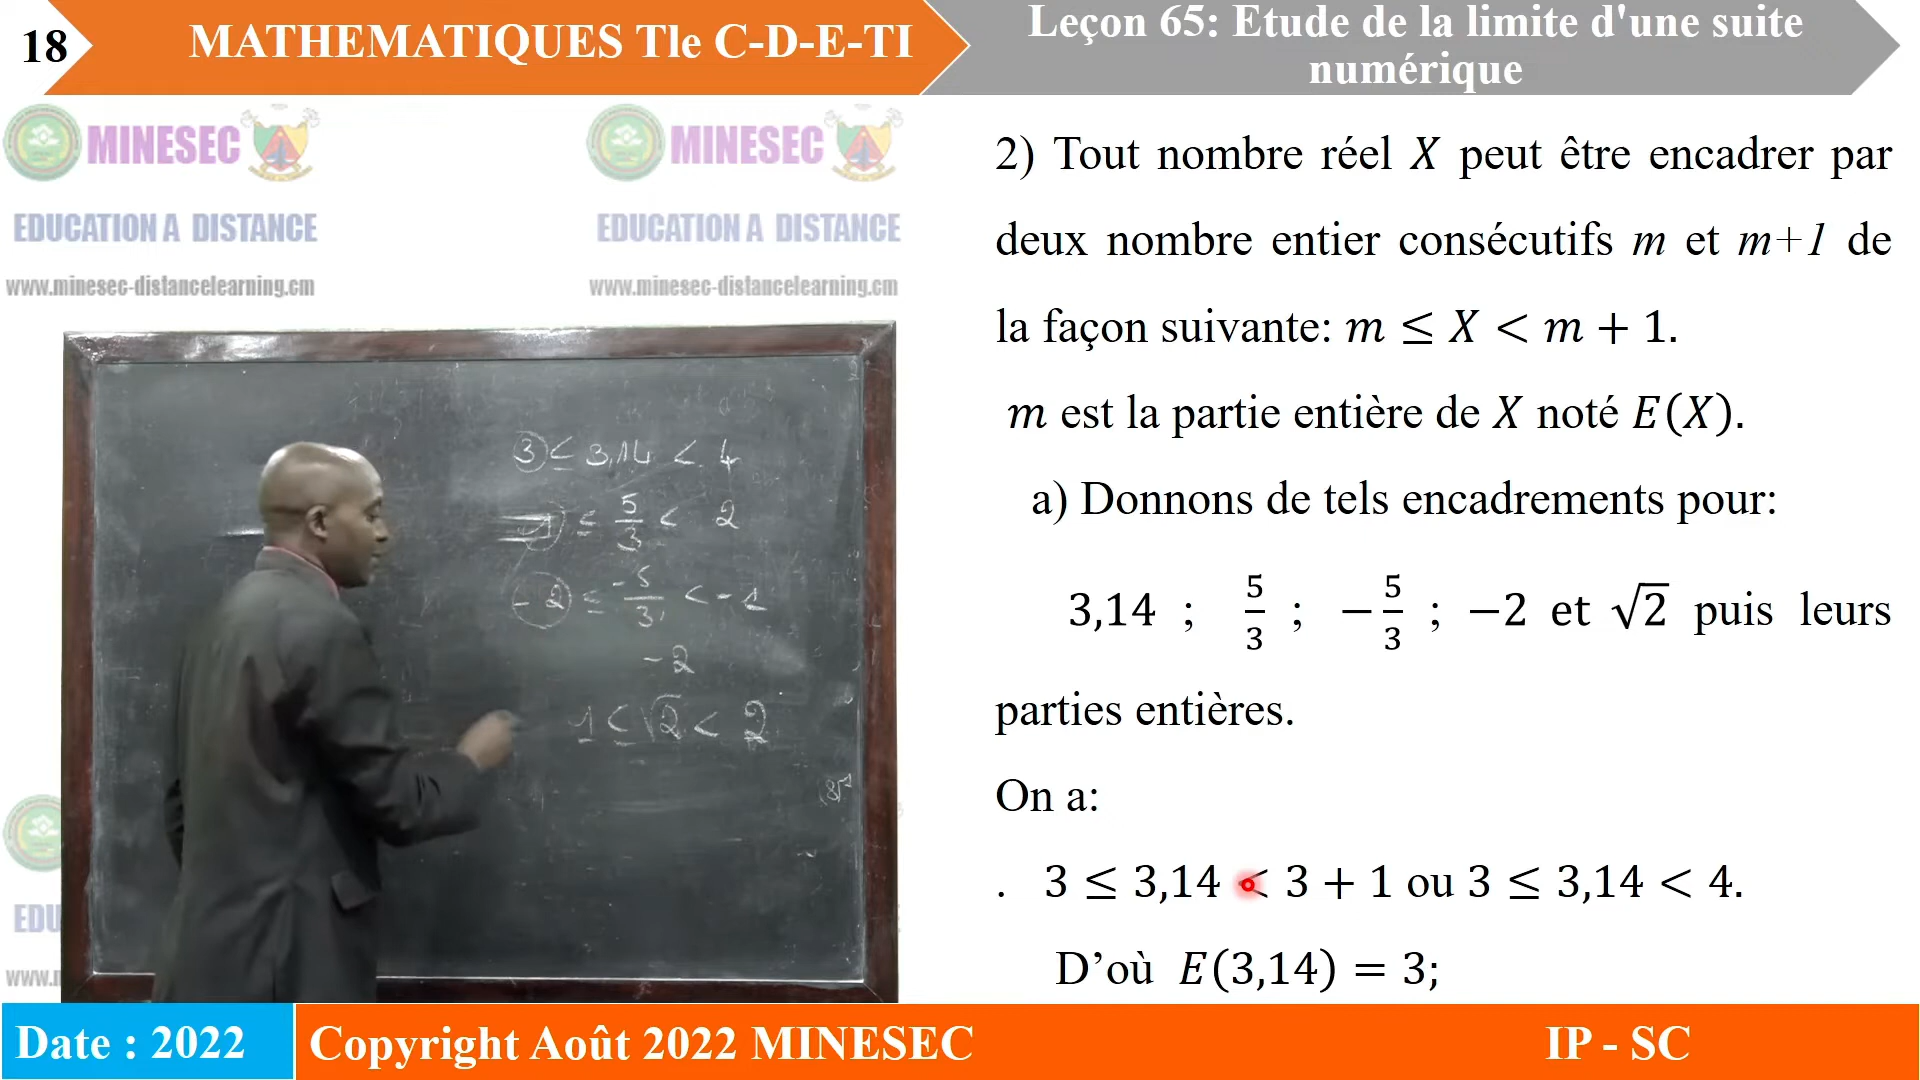 18
MATHEMATIQUES Tle C-D-E-TI
Leçon 65: Etude de la limite d'une suite
numérique
MINESEC
EDUCATION A DISTANCE
www.minesec-distancelearning.cm
MINESEC
EDUCATION A DISTANCE
www.minesec-distancelearning.cm
3 ≤ 3,14 < 4
1 ≤ 5/3 < 2
-2 ≤ -5/3 < -1
-2
1 ≤ √2 < 2
EDU
www.
EDU
2) Tout nombre réel X peut être encadrer par
deux nombre entier consécutifs m et m+1 de
la façon suivante: m ≤ X < m + 1.
m est la partie entière de X noté E(X).
a) Donnons de tels encadrements pour:
3,14 ; 5/3 ; −5/3 ; −2 et √2 puis leurs
parties entières.
On a:
. 3 ≤ 3,14 < 3 + 1 ou 3 ≤ 3,14 < 4.
D’où E(3,14) = 3;
Date : 2022
Copyright Août 2022 MINESEC
IP - SC